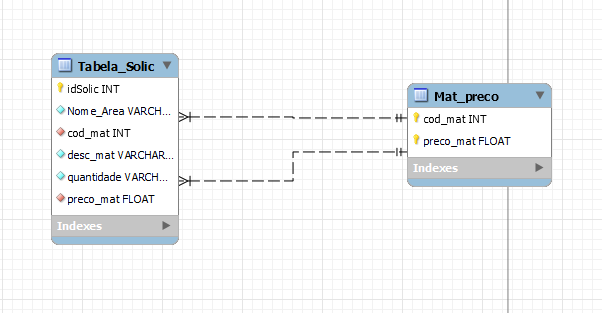 Tabela_Solic
idSolic INT
Nome_Area VARCH...
cod_mat INT
desc_mat VARCHAR...
quantidade VARCH...
preco_mat FLOAT
Indexes
Mat_preco
cod_mat INT
preco_mat FLOAT
Indexes